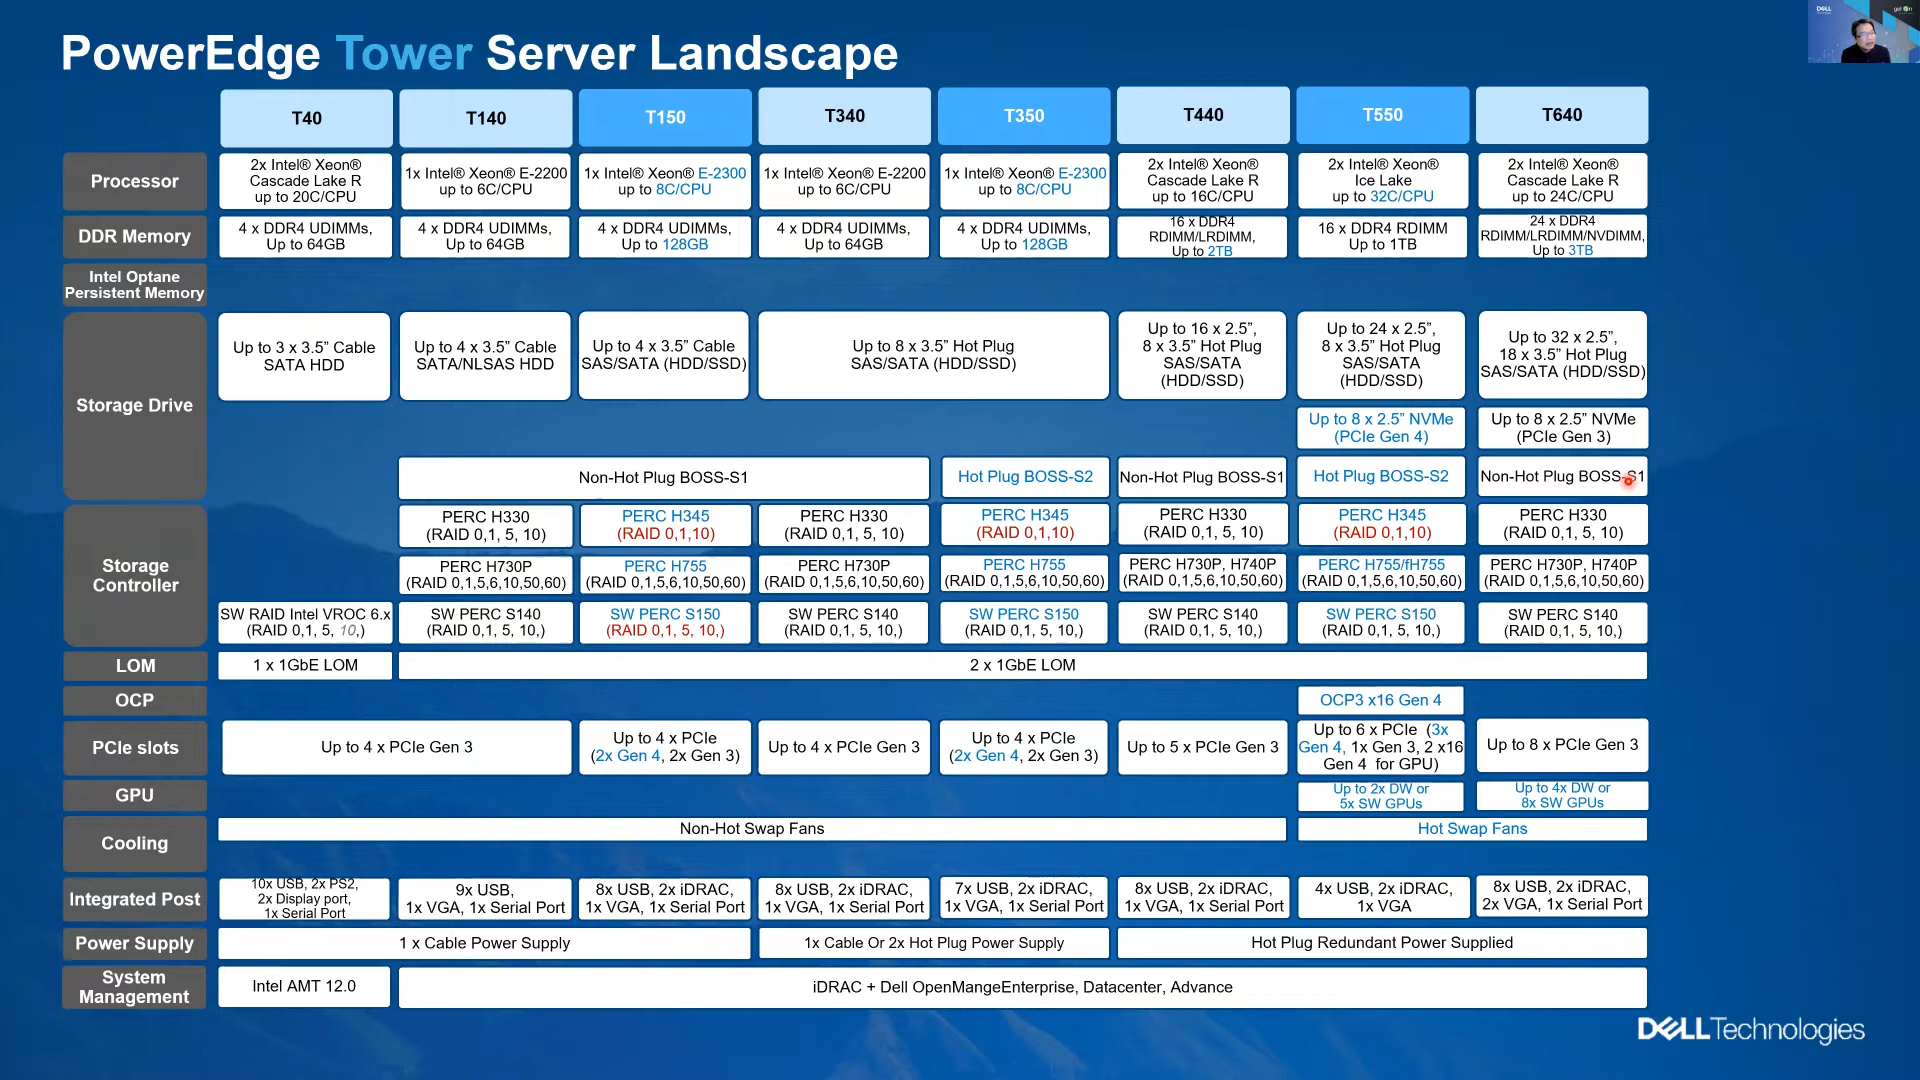 PowerEdge Tower Server Landscape
T40
T140
T150
T340
T350
T440
T550
T640
Processor
2x Intel® Xeon®
Cascade Lake R
up to 20C/CPU
1x Intel® Xeon® E-2200
up to 6C/CPU
1x Intel® Xeon® E-2300
up to 8C/CPU
1x Intel® Xeon® E-2200
up to 6C/CPU
1x Intel® Xeon® E-2300
up to 8C/CPU
2x Intel® Xeon®
Cascade Lake R
up to 16C/CPU
2x Intel® Xeon®
Ice Lake
up to 32C/CPU
2x Intel® Xeon®
Cascade Lake R
up to 24C/CPU
DDR Memory
4 x DDR4 UDIMMs,
Up to 64GB
4 x DDR4 UDIMMs,
Up to 64GB
4 x DDR4 UDIMMs,
Up to 128GB
4 x DDR4 UDIMMs,
Up to 64GB
4 x DDR4 UDIMMs,
Up to 128GB
16 x DDR4
RDIMM/LRDIMM,
Up to 2TB
16 x DDR4 RDIMM
Up to 1TB
24 x DDR4
RDIMM/LRDIMM/NVDIMM,
Up to 3TB
Intel Optane
Persistent Memory
Storage Drive
Up to 3 x 3.5” Cable
SATA HDD
Up to 4 x 3.5” Cable
SATA/NLSAS HDD
Up to 4 x 3.5” Cable
SAS/SATA (HDD/SSD)
Up to 8 x 3.5” Hot Plug
SAS/SATA (HDD/SSD)
Up to 16 x 2.5”,
8 x 3.5” Hot Plug
SAS/SATA
(HDD/SSD)
Up to 24 x 2.5”,
8 x 3.5” Hot Plug
SAS/SATA
(HDD/SSD)
Up to 32 x 2.5”,
18 x 3.5” Hot Plug
SAS/SATA (HDD/SSD)
Up to 8 x 2.5” NVMe
(PCIe Gen 4)
Up to 8 x 2.5” NVMe
(PCIe Gen 3)
Non-Hot Plug BOSS-S1
Hot Plug BOSS-S2
Non-Hot Plug BOSS-S1
Hot Plug BOSS-S2
Non-Hot Plug BOSS-S1
Storage
Controller
PERC H330
(RAID 0,1, 5, 10)
PERC H345
(RAID 0,1,10)
PERC H330
(RAID 0,1, 5, 10)
PERC H345
(RAID 0,1,10)
PERC H330
(RAID 0,1, 5, 10)
PERC H345
(RAID 0,1,10)
PERC H330
(RAID 0,1, 5, 10)
PERC H730P
(RAID 0,1,5,6,10,50,60)
PERC H755
(RAID 0,1,5,6,10,50,60)
PERC H730P
(RAID 0,1,5,6,10,50,60)
PERC H755
(RAID 0,1,5,6,10,50,60)
PERC H730P, H740P
(RAID 0,1,5,6,10,50,60)
PERC H755/fH755
(RAID 0,1,5,6,10,50,60)
PERC H730P, H740P
(RAID 0,1,5,6,10,50,60)
SW RAID Intel VROC 6.x
(RAID 0,1, 5, 10,)
SW PERC S140
(RAID 0,1, 5, 10,)
SW PERC S150
(RAID 0,1, 5, 10,)
SW PERC S140
(RAID 0,1, 5, 10,)
SW PERC S150
(RAID 0,1, 5, 10,)
SW PERC S140
(RAID 0,1, 5, 10,)
SW PERC S150
(RAID 0,1, 5, 10,)
SW PERC S140
(RAID 0,1, 5, 10,)
LOM
1 x 1GbE LOM
2 x 1GbE LOM
OCP
OCP3 x16 Gen 4
PCIe slots
Up to 4 x PCIe Gen 3
Up to 4 x PCIe
(2x Gen 4, 2x Gen 3)
Up to 4 x PCIe Gen 3
Up to 4 x PCIe
(2x Gen 4, 2x Gen 3)
Up to 5 x PCIe Gen 3
Up to 6 x PCIe (3x
Gen 4, 1x Gen 3, 2 x16
Gen 4 for GPU)
Up to 8 x PCIe Gen 3
GPU
Up to 2x DW or
5x SW GPUs
Up to 4x DW or
8x SW GPUs
Cooling
Non-Hot Swap Fans
Hot Swap Fans
Integrated Post
10x USB, 2x PS2,
2x Display port,
1x Serial Port
9x USB,
1x VGA, 1x Serial Port
8x USB, 2x iDRAC,
1x VGA, 1x Serial Port
8x USB, 2x iDRAC,
1x VGA, 1x Serial Port
7x USB, 2x iDRAC,
1x VGA, 1x Serial Port
8x USB, 2x iDRAC,
1x VGA, 1x Serial Port
4x USB, 2x iDRAC,
1x VGA
8x USB, 2x iDRAC,
2x VGA, 1x Serial Port
Power Supply
1 x Cable Power Supply
1x Cable Or 2x Hot Plug Power Supply
Hot Plug Redundant Power Supplied
System
Management
Intel AMT 12.0
iDRAC + Dell OpenMangeEnterprise, Datacenter, Advance
DELL Technologies